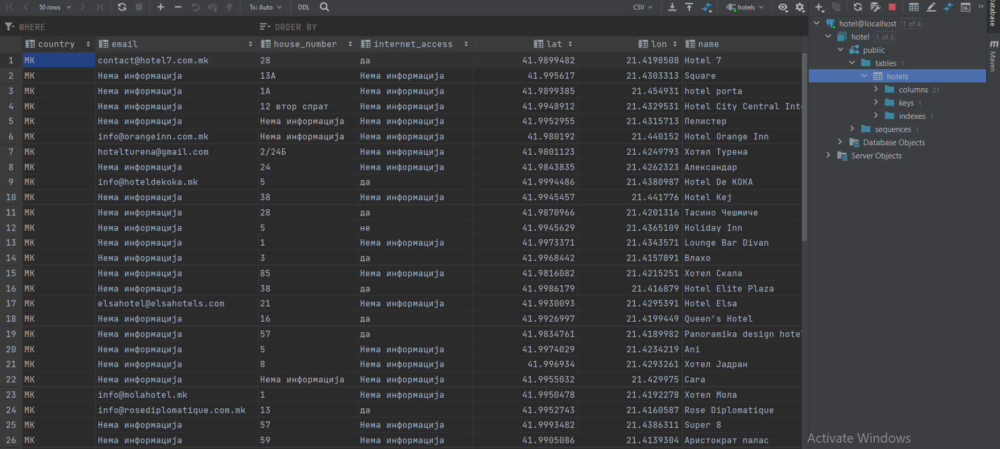 50 rows Tx: Auto DDL CSV hotels
WHERE ORDER BY
country email house_number internet_access lat lon name
1 MK contact@hotel7.com.mk 28 да 41.9899482 21.4198508 Hotel 7
2 MK Нема информација 13А Нема информација 41.995617 21.4303313 Square
3 MK Нема информација 1А Нема информација 41.9899385 21.454931 hotel porta
4 MK Нема информација 12 втор спрат Нема информација 41.9948912 21.4329531 Hotel City Central Inte
5 MK Нема информација Нема информација Нема информација 41.9952955 21.4315713 Пелистер
6 MK info@orangeinn.com.mk Нема информација Нема информација 41.980192 21.440152 Hotel Orange Inn
7 MK hotelturena@gmail.com 2/24Б Нема информација 41.9801123 21.4249793 Хотел Турена
8 MK Нема информација 24 Нема информација 41.9843835 21.4262323 Александар
9 MK info@hoteldekoka.mk 5 да 41.9994486 21.4380987 Hotel De KOKA
10 MK Нема информација 38 Нема информација 41.9945457 21.441776 Hotel Kej
11 MK Нема информација 28 да 41.9870966 21.4201316 Тасино Чешмиче
12 MK Нема информација 5 не 41.9945629 21.4365109 Holiday Inn
13 MK Нема информација 1 Нема информација 41.9973371 21.4343571 Lounge Bar Divan
14 MK Нема информација 3 да 41.9968442 21.4157891 Влахо
15 MK Нема информација 85 Нема информација 41.9816082 21.4215251 Хотел Скала
16 MK Нема информација 38 да 41.9986179 21.416879 Hotel Elite Plaza
17 MK elsahotel@elsahotels.com 21 Нема информација 41.9930093 21.4295391 Hotel Elsa
18 MK Нема информација 16 да 41.9926997 21.4199449 Queen’s Hotel
19 MK Нема информација 57 да 41.9834761 21.4189982 Panoramika design hotel
20 MK Нема информација 5 Нема информација 41.9974029 21.4234219 Ani
21 MK Нема информација 8 Нема информација 41.996934 21.4293261 Хотел Јадран
22 MK Нема информација Нема информација Нема информација 41.9955032 21.429975 Сага
23 MK info@molahotel.mk 1 Нема информација 41.9950478 21.4192278 Хотел Мола
24 MK info@rosediplomatique.com.mk 13 да 41.9952743 21.4160587 Rose Diplomatique
25 MK Нема информација 57 Нема информација 41.9993482 21.4386311 Super 8
26 MK Нема информација 59 Нема информација 41.9905086 21.4139304 Аристократ палас
QL
hotel@localhost 1 of 4
hotel 1 of 3
public
tables 1
hotels
columns 21
keys 1
indexes 1
sequences 1
Database Objects
Server Objects
Database
m Maven
Activate Windows